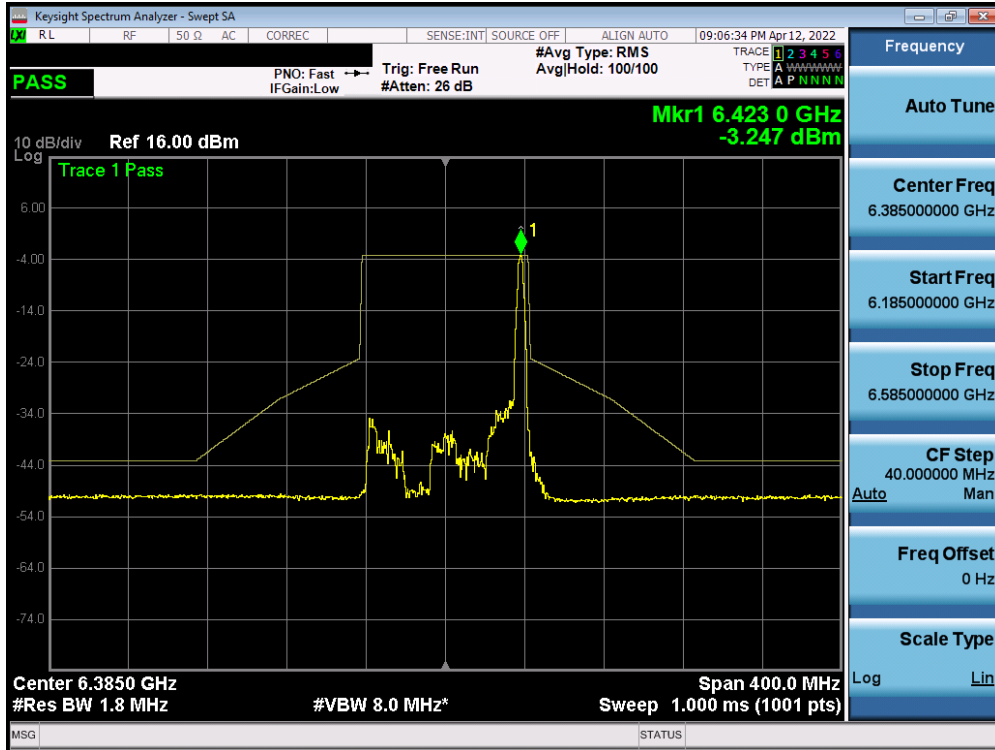 Keysight Spectrum Analyzer - Swept SA
LXI RL RF 50 Ω AC CORREC SENSE:INT SOURCE OFF ALIGN AUTO 09:06:34 PM Apr 12, 2022
PASS
PNO: Fast
IFGain:Low
Trig: Free Run
#Atten: 26 dB
#Avg Type: RMS
Avg|Hold: 100/100
TRACE 1 2 3 4 5 6
TYPE A WWWWW
DET A P N N N N
Mkr1 6.423 0 GHz
-3.247 dBm
10 dB/div Ref 16.00 dBm
Log
Trace 1 Pass
1
6.00
-4.00
-14.0
-24.0
-34.0
-44.0
-54.0
-64.0
-74.0
Center 6.3850 GHz Span 400.0 MHz
#Res BW 1.8 MHz #VBW 8.0 MHz* Sweep 1.000 ms (1001 pts)
MSG STATUS
Frequency
Auto Tune
Center Freq
6.385000000 GHz
Start Freq
6.185000000 GHz
Stop Freq
6.585000000 GHz
CF Step
40.000000 MHz
Auto Man
Freq Offset
0 Hz
Scale Type
Log Lin